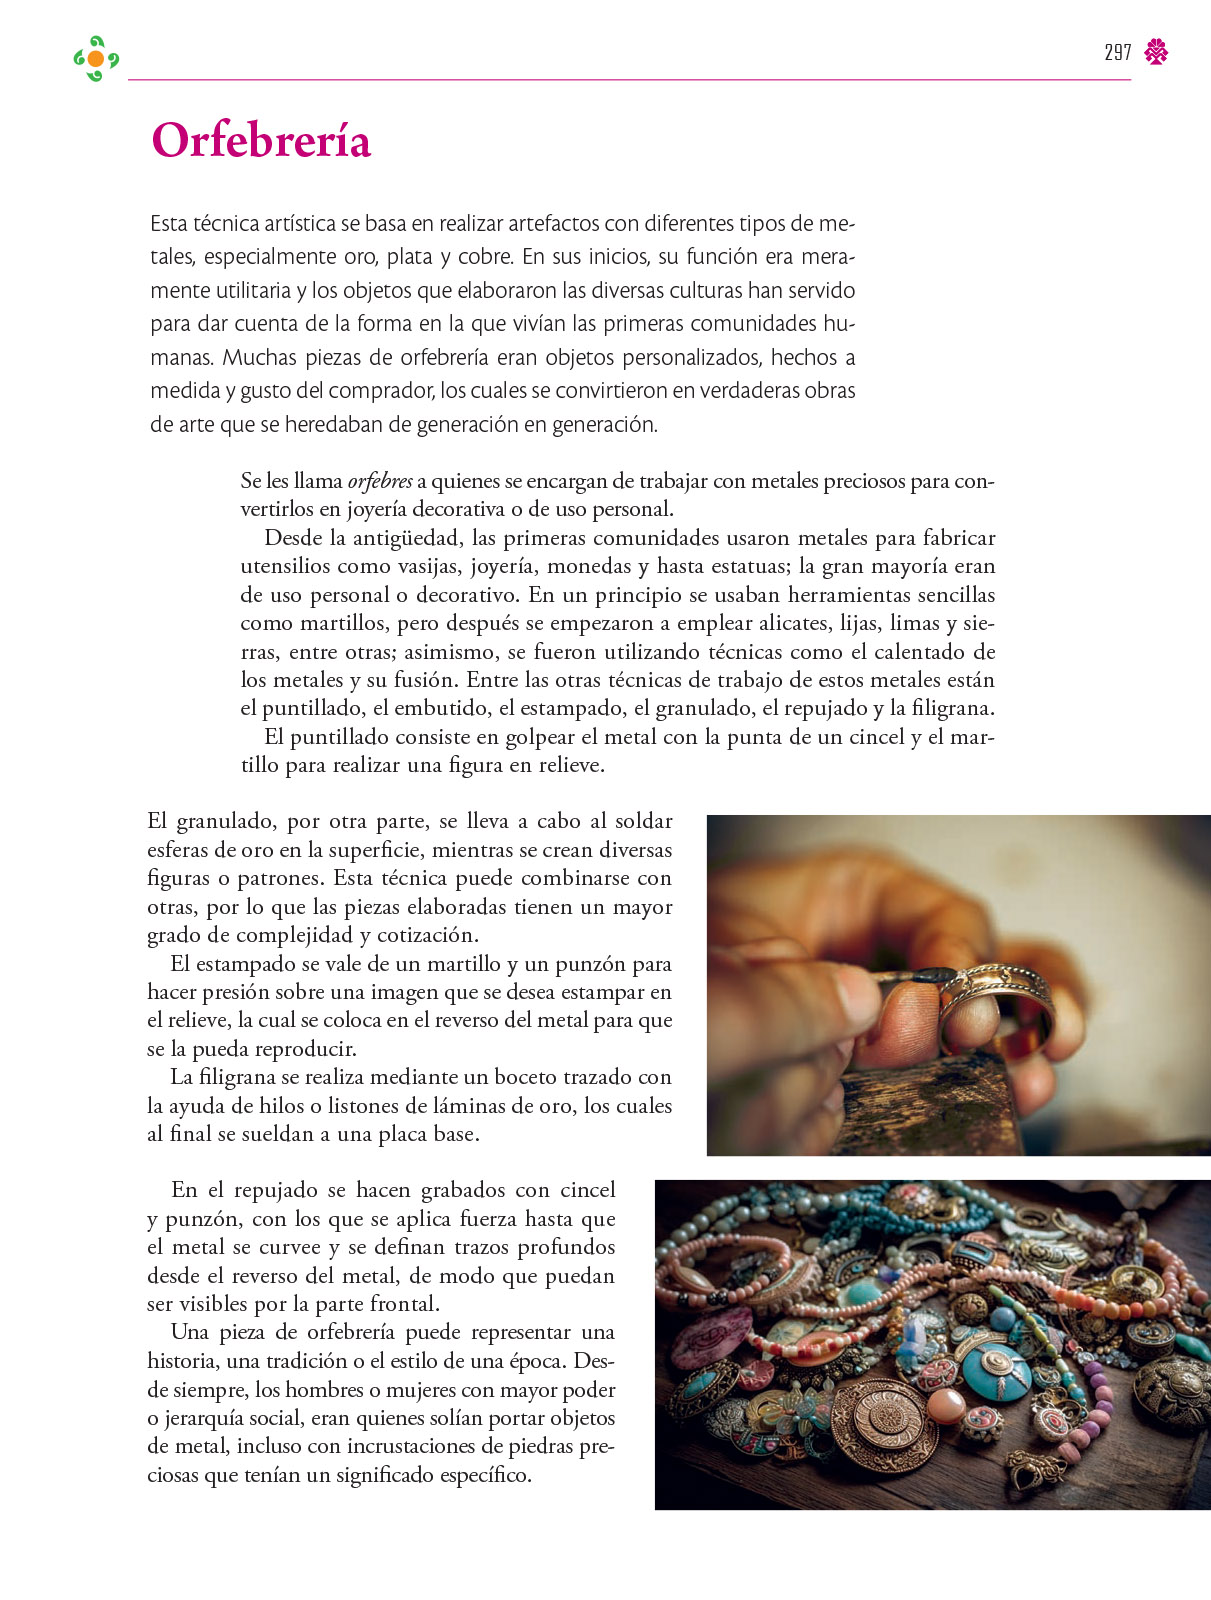 297
Orfebrería
Esta técnica artística se basa en realizar artefactos con diferentes tipos de me-
tales, especialmente oro, plata y cobre. En sus inicios, su función era mera-
mente utilitaria y los objetos que elaboraron las diversas culturas han servido
para dar cuenta de la forma en la que vivían las primeras comunidades hu-
manas. Muchas piezas de orfebrería eran objetos personalizados, hechos a
medida y gusto del comprador, los cuales se convirtieron en verdaderas obras
de arte que se heredaban de generación en generación.
Se les llama orfebres a quienes se encargan de trabajar con metales preciosos para con-
vertirlos en joyería decorativa o de uso personal.
Desde la antigüedad, las primeras comunidades usaron metales para fabricar
utensilios como vasijas, joyería, monedas y hasta estatuas; la gran mayoría eran
de uso personal o decorativo. En un principio se usaban herramientas sencillas
como martillos, pero después se empezaron a emplear alicates, lijas, limas y sie-
rras, entre otras; asimismo, se fueron utilizando técnicas como el calentado de
los metales y su fusión. Entre las otras técnicas de trabajo de estos metales están
el puntillado, el embutido, el estampado, el granulado, el repujado y la filigrana.
El puntillado consiste en golpear el metal con la punta de un cincel y el mar-
tillo para realizar una figura en relieve.
El granulado, por otra parte, se lleva a cabo al soldar
esferas de oro en la superficie, mientras se crean diversas
figuras o patrones. Esta técnica puede combinarse con
otras, por lo que las piezas elaboradas tienen un mayor
grado de complejidad y cotización.
El estampado se vale de un martillo y un punzón para
hacer presión sobre una imagen que se desea estampar en
el relieve, la cual se coloca en el reverso del metal para que
se la pueda reproducir.
La filigrana se realiza mediante un boceto trazado con
la ayuda de hilos o listones de láminas de oro, los cuales
al final se sueldan a una placa base.
En el repujado se hacen grabados con cincel
y punzón, con los que se aplica fuerza hasta que
el metal se curvee y se definan trazos profundos
desde el reverso del metal, de modo que puedan
ser visibles por la parte frontal.
Una pieza de orfebrería puede representar una
historia, una tradición o el estilo de una época. Des-
de siempre, los hombres o mujeres con mayor poder
o jerarquía social, eran quienes solían portar objetos
de metal, incluso con incrustaciones de piedras pre-
ciosas que tenían un significado específico.